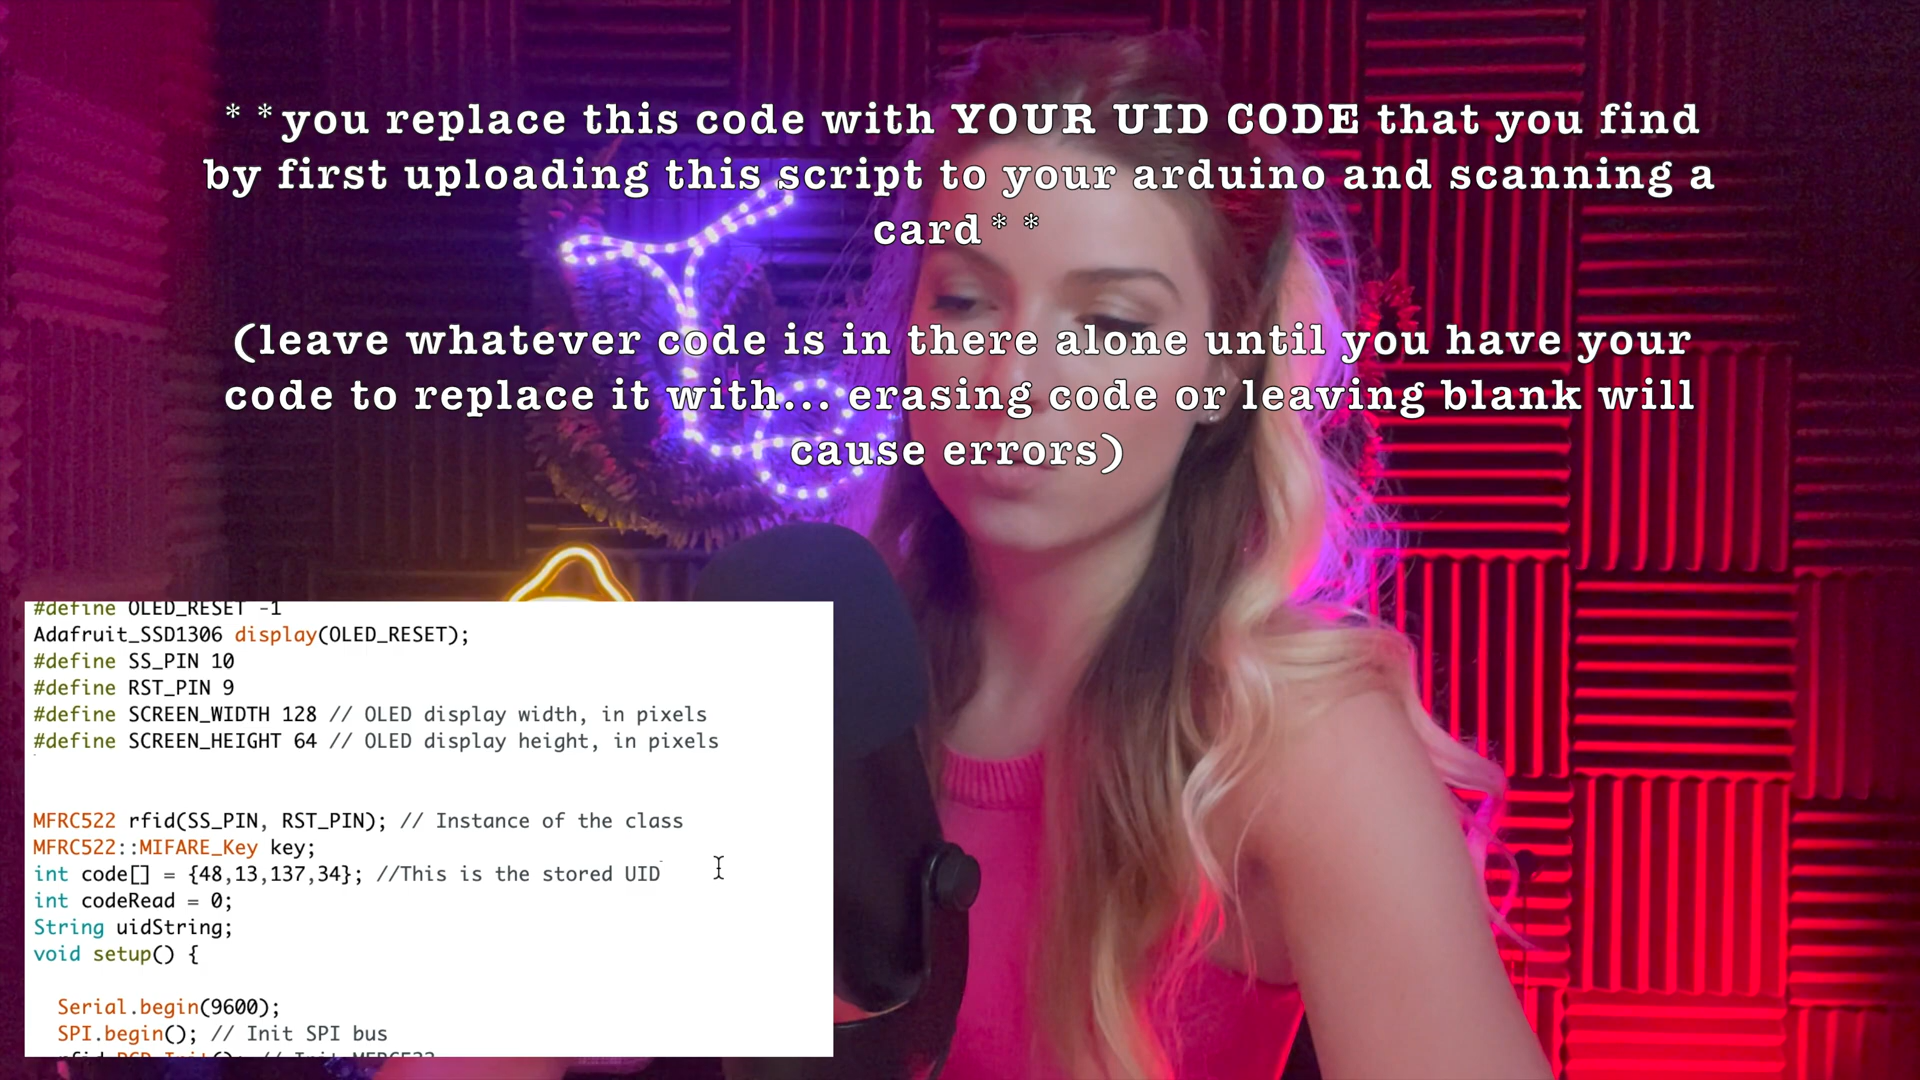 **you replace this code with YOUR UID CODE that you find
by first uploading this script to your arduino and scanning a
card**
(leave whatever code is in there alone until you have your
code to replace it with... erasing code or leaving blank will
cause errors)
#define OLED_RESET -1
Adafruit_SSD1306 display(OLED_RESET);
#define SS_PIN 10
#define RST_PIN 9
#define SCREEN_WIDTH 128 // OLED display width, in pixels
#define SCREEN_HEIGHT 64 // OLED display height, in pixels
MFRC522 rfid(SS_PIN, RST_PIN); // Instance of the class
MFRC522::MIFARE_Key key;
int code[] = {48,13,137,34}; //This is the stored UID
int codeRead = 0;
String uidString;
void setup() {
Serial.begin(9600);
SPI.begin(); // Init SPI bus